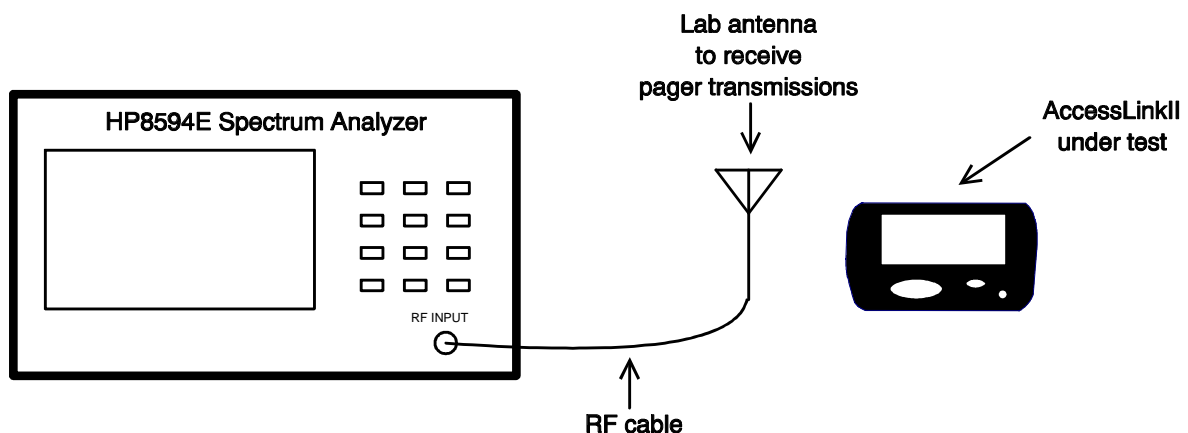 Lab antenna
to receive
pager transmissions
HP8594E Spectrum Analyzer
AccessLinkII
under test
RF INPUT
RF cable